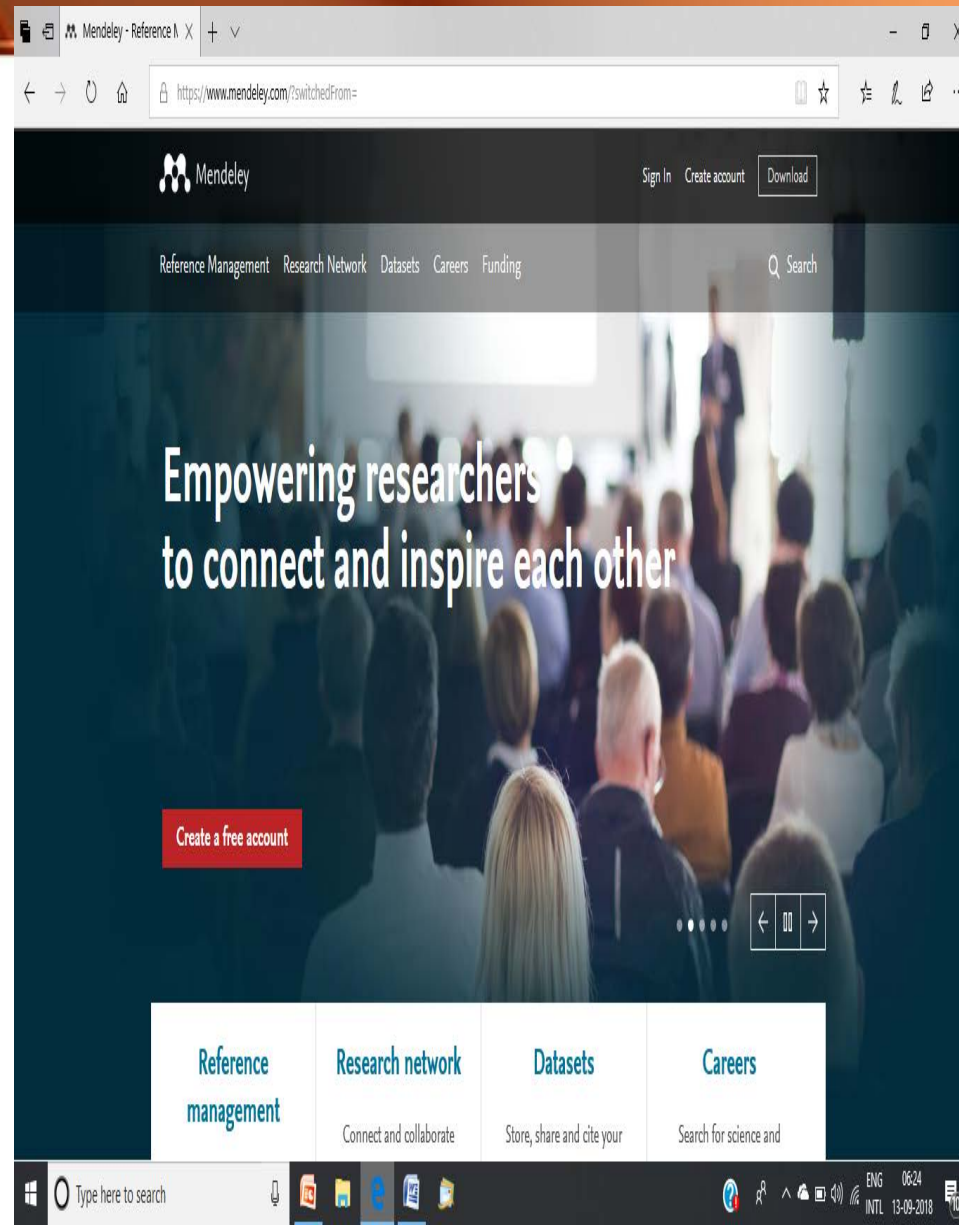 Mendeley - Reference
https://www.mendeley.com/?switchedFrom=
Mendeley
Sign In Create account Download
Reference Management Research Network Datasets Careers Funding Search
Empowering researchers
to connect and inspire each other
Create a free account
Reference
management
Research network
Connect and collaborate
Datasets
Store, share and cite your
Careers
Search for science and
Type here to search
ENG 06:24
INTL 13-09-2018